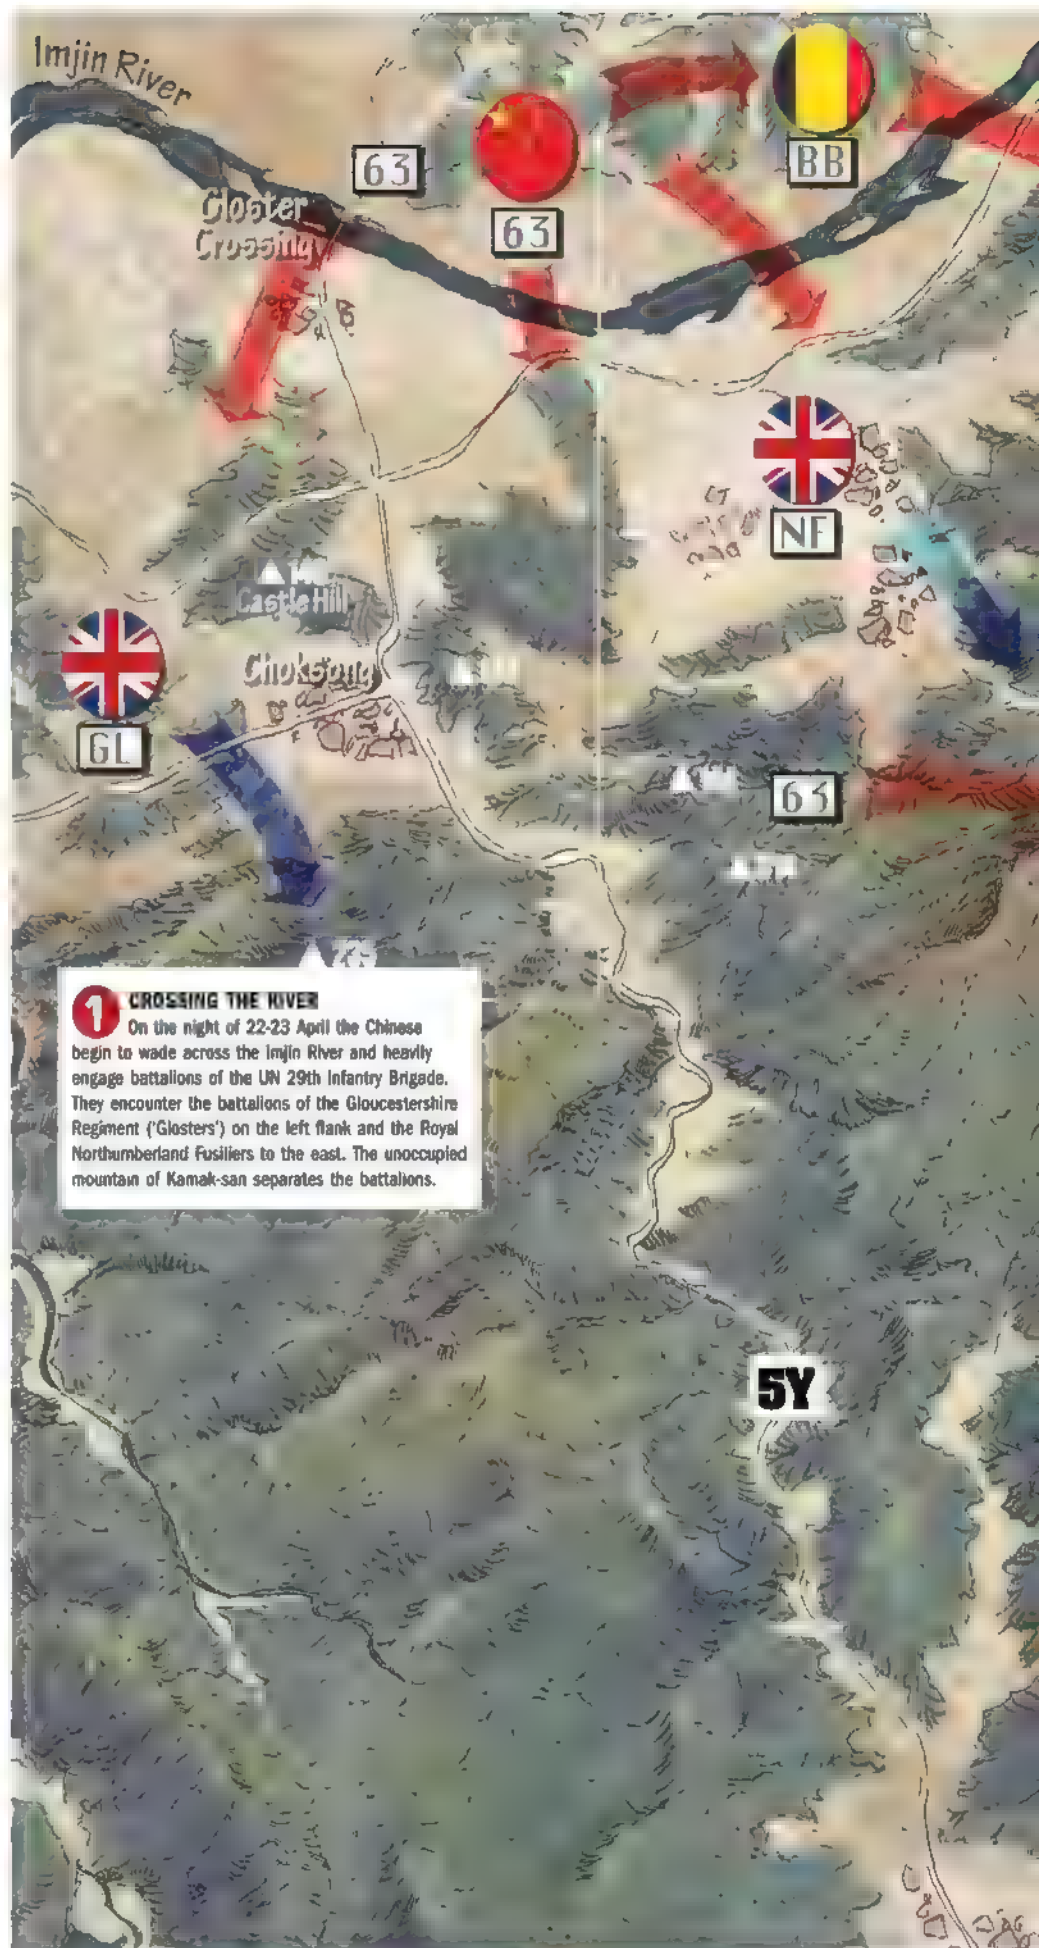 Imjin River
63
63
BB
Gloster
Crossing
NF
Castle Hill
Choksong
GL
63
1 CROSSING THE RIVER
On the night of 22-23 April the Chinese
begin to wade across the Imjin River and heavily
engage battalions of the UN 29th Infantry Brigade.
They encounter the battalions of the Gloucestershire
Regiment ('Glosters') on the left flank and the Royal
Northumberland Fusiliers to the east. The unoccupied
mountain of Kamak-san separates the battalions.
5Y